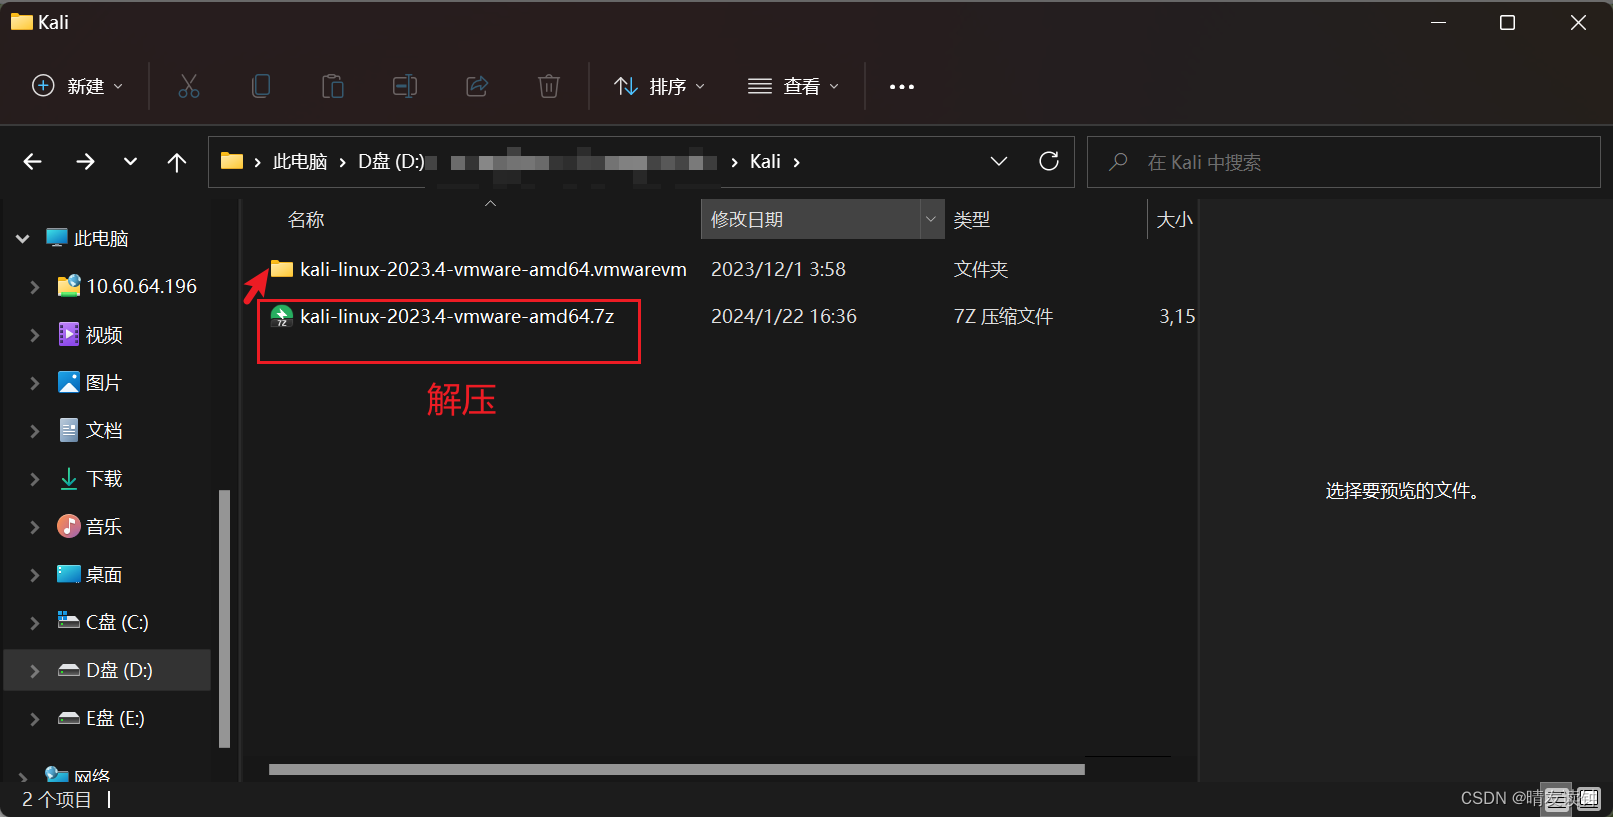 Kali
新建
排序
查看
此电脑
D盘 (D:)
Kali
在 Kali 中搜索
名称
修改日期
类型
大小
此电脑
10.60.64.196
视频
图片
文档
下载
音乐
桌面
C盘 (C:)
D盘 (D:)
E盘 (E:)
网络
kali-linux-2023.4-vmware-amd64.vmwarevm 2023/12/1 3:58 文件夹
kali-linux-2023.4-vmware-amd64.7z 2024/1/22 16:36 7Z 压缩文件 3,15
7Z
解压
选择要预览的文件。
2 个项目
CSDN @晴